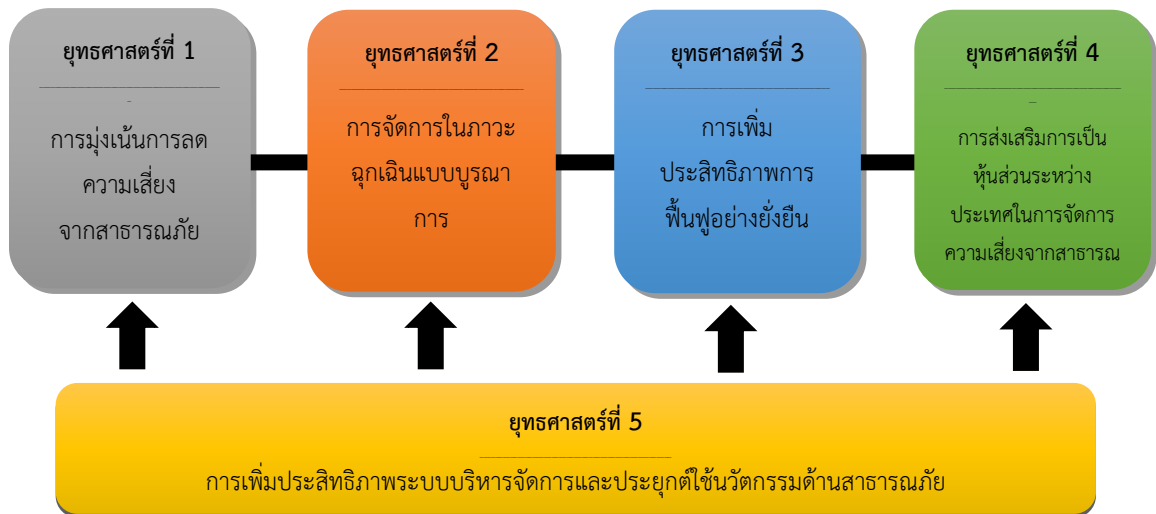 ยุทธศาสตร์ที่ 1
การมุ่งเน้นการลด
ความเสี่ยง
จากสาธารณภัย
ยุทธศาสตร์ที่ 2
การจัดการในภาวะ
ฉุกเฉินแบบบูรณา
การ
ยุทธศาสตร์ที่ 3
การเพิ่ม
ประสิทธิภาพการ
ฟื้นฟูอย่างยั่งยืน
ยุทธศาสตร์ที่ 4
การส่งเสริมการเป็น
หุ้นส่วนระหว่าง
ประเทศในการจัดการ
ความเสี่ยงจากสาธารณ
ยุทธศาสตร์ที่ 5
การเพิ่มประสิทธิภาพระบบบริหารจัดการและประยุกต์ใช้นวัตกรรมด้านสาธารณภัย